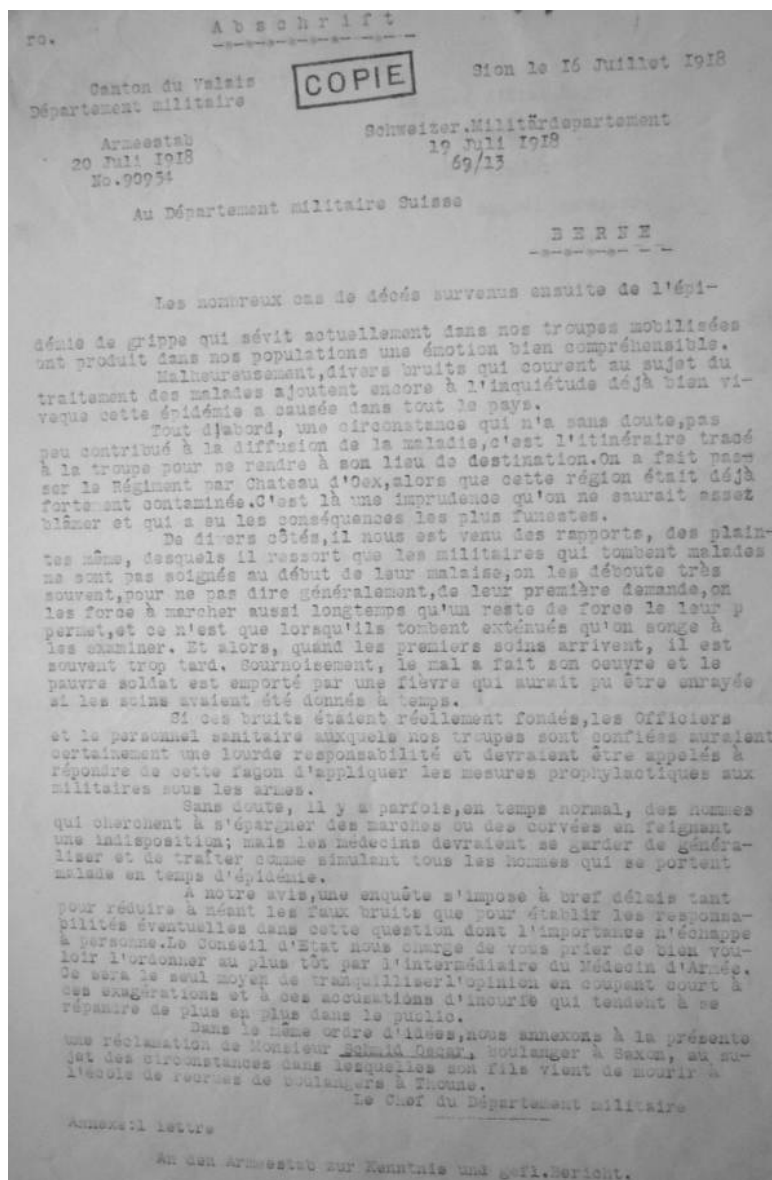 ro.
Abschrift
COPIE
Sion le 16 Juillet 1918
Canton du Valais
Département militaire
Armeestab
20 Juli 1918
No.90954
Schweizer.Militärdepartement
19 Juli 1918
69/13
Au Département militaire Suisse
BERNE
Les nombreux cas de décés survenus ensuite de l'épi-
démie de grippe qui sévit actuellement dans nos troupes mobilisées
ont produit dans nos populations une émotion bien compréhensible.
Malheureusement,divers bruits qui courent au sujet du
traitement des malades ajoutent encore à l'inquiétude déjà bien vi-
veque cette épidémie a causée dans tout le pays.
Tout d'abord, une circonstance qui n'a sans doute,pas
peu contribué à la diffusion de la maladie,c'est l'itinéraire tracé
à la troupe pour se rendre à son lieu de destination.On a fait pas-
ser le Régiment par Chateau d'Oex,alors que cette région était déjà
fortement contaminée.C'est là une imprudence qu'on ne saurait assez
blâmer et qui a eu les conséquences les plus funestes.
De divers côtés,il nous est venu des rapports, des plain-
tes même, desquels il ressort que les militaires qui tombent malades
ne sont pas soignés au début de leur malaise,on les déboute très
souvent,pour ne pas dire généralement,de leur première demande,on
les force à marcher aussi longtemps qu'un reste de force le leur p
permet,et ce n'est que lorsqu'ils tombent exténués qu'on songe à
les examiner. Et alors, quand les premiers soins arrivent, il est
souvent trop tard. Sournoisement, le mal a fait son oeuvre et le
pauvre soldat est emporté par une fièvre qui aurait pu être enrayée
si les soins avaient été donnés à temps.
Si ces bruits étaient réellement fondés,les Officiers
et le personnel sanitaire auxquels nos troupes sont confiées auraient
certainement une lourde responsabilité et devraient être appelés à
répondre de cette façon d'appliquer les mesures prophylactiques aux
militaires sous les armes.
Sans doute, il y a parfois,en temps normal, des hommes
qui cherchent à s'épargner des marches ou des corvées en feignant
une indisposition; mais les médecins devraient se garder de généra-
liser et de traîter comme simulant tous les hommes qui se portent
malade en temps d'épidémie.
A notre avis,une enquête s'impose à bref délais tant
pour réduire à néant les faux bruits que pour établir les responsa-
bilités éventuelles dans cette question dont l'importance n'échappe
à personne.Le Conseil d'Etat nous charge de vous prier de bien vou-
loir l'ordonner au plus tôt par l'intermédiaire du Médecin d'Armée.
Ce sera le seul moyen de tranquilliserl'opinion en coupant court à
ces exagérations et à ces accusations d'incurie qui tendent à se
répandre de plus en plus dans le public.
Dans le même ordre d'idées,nous annexons à la présente
une réclamation de Monsieur Schmid Oscar, boulanger à Saxon, au su-
jet des circonstances dans lesquelles son fils vient de mourir à
l'école de recrues de boulangers à Thoune.
Le Chef du Département militaire
Annexe:1 lettre
An den Armeestab zur Kenntnis und gefl.Bericht.